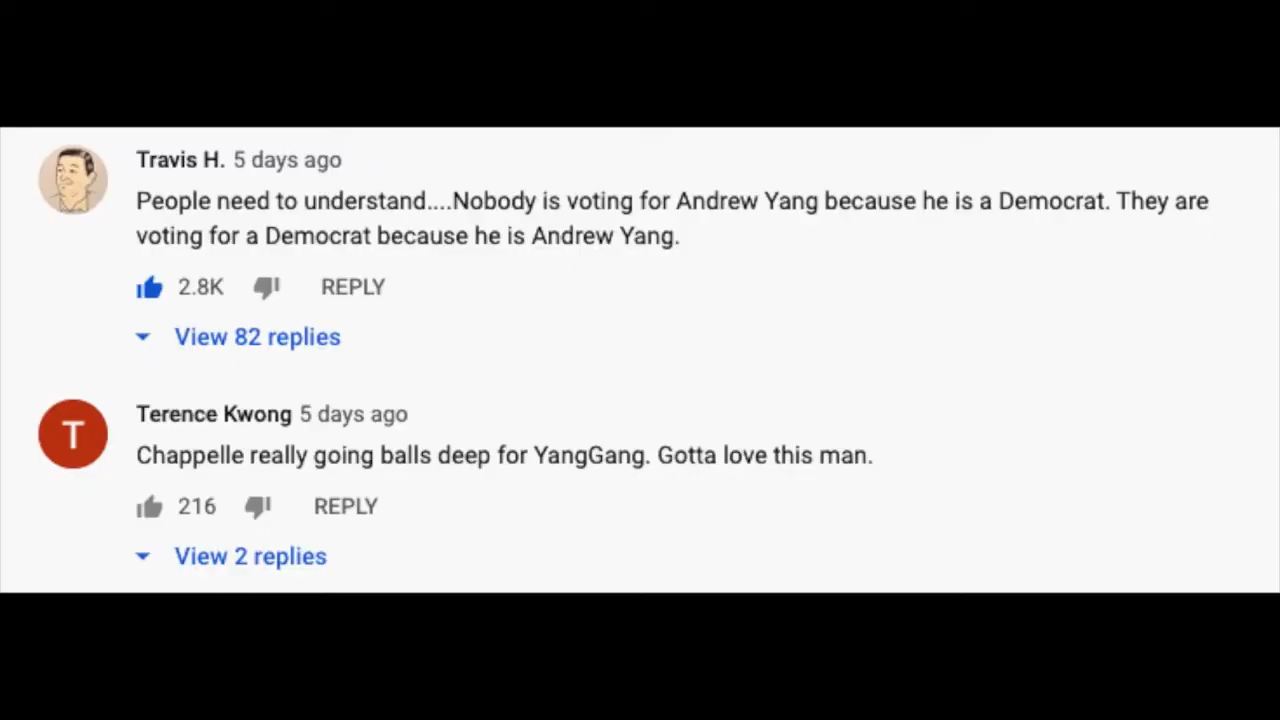 Travis H. 5 days ago
People need to understand....Nobody is voting for Andrew Yang because he is a Democrat. They are
voting for a Democrat because he is Andrew Yang.
2.8K REPLY
View 82 replies
T
Terence Kwong 5 days ago
Chappelle really going balls deep for YangGang. Gotta love this man.
216 REPLY
View 2 replies